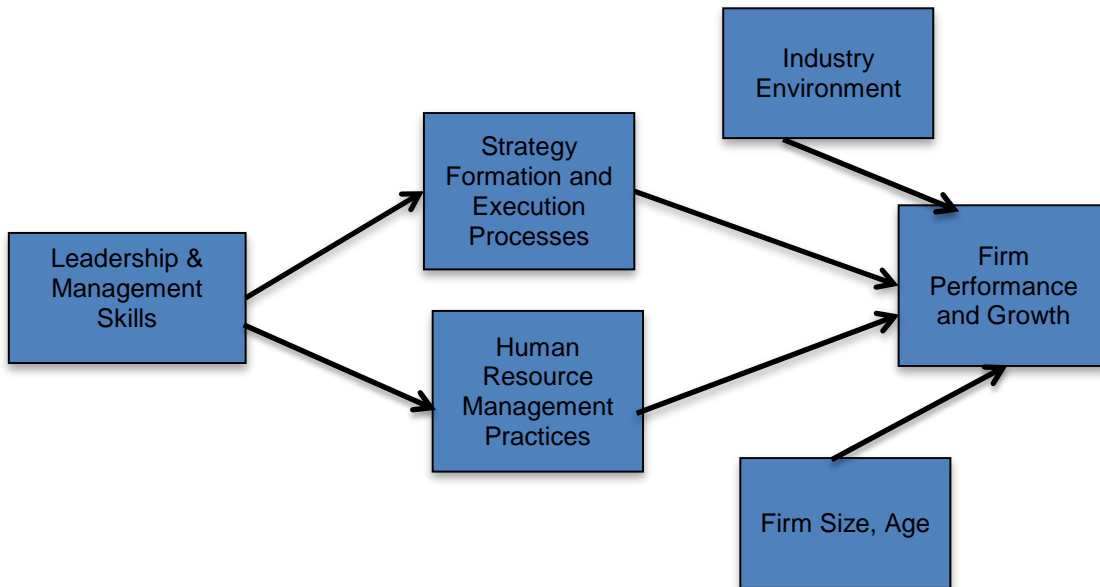 Industry
Environment
Strategy
Formation and
Execution
Processes
Leadership &
Management
Skills
Firm
Performance
and Growth
Human
Resource
Management
Practices
Firm Size, Age